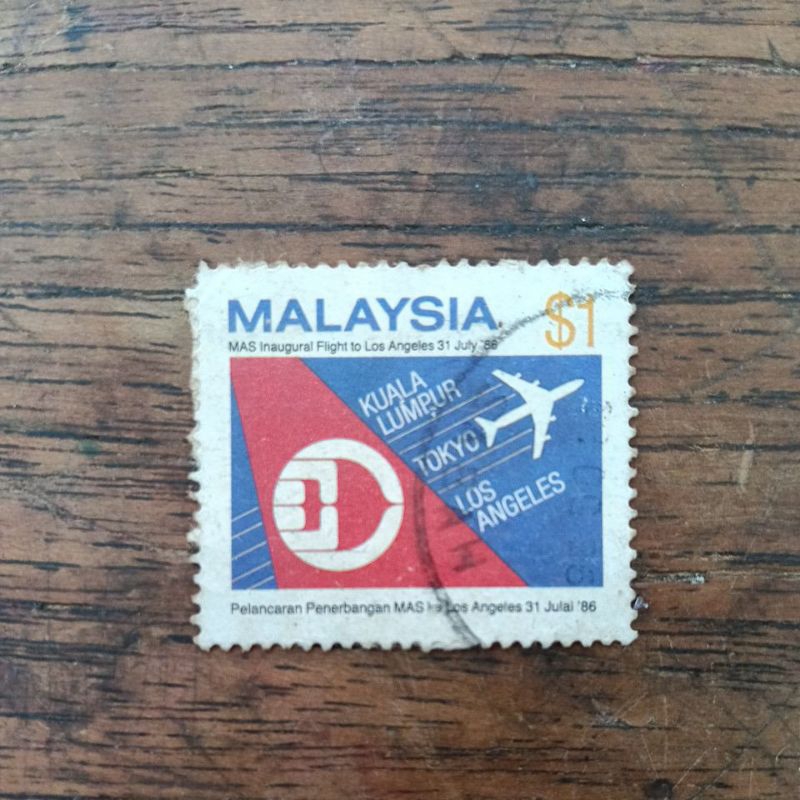 MALAYSIA
$1
MAS Inaugural Flight to Los Angeles 31 July '86
KUALA
LUMPUR
TOKYO
LOS
ANGELES
Pelancaran Penerbangan MAS ke Los Angeles 31 Julai '86